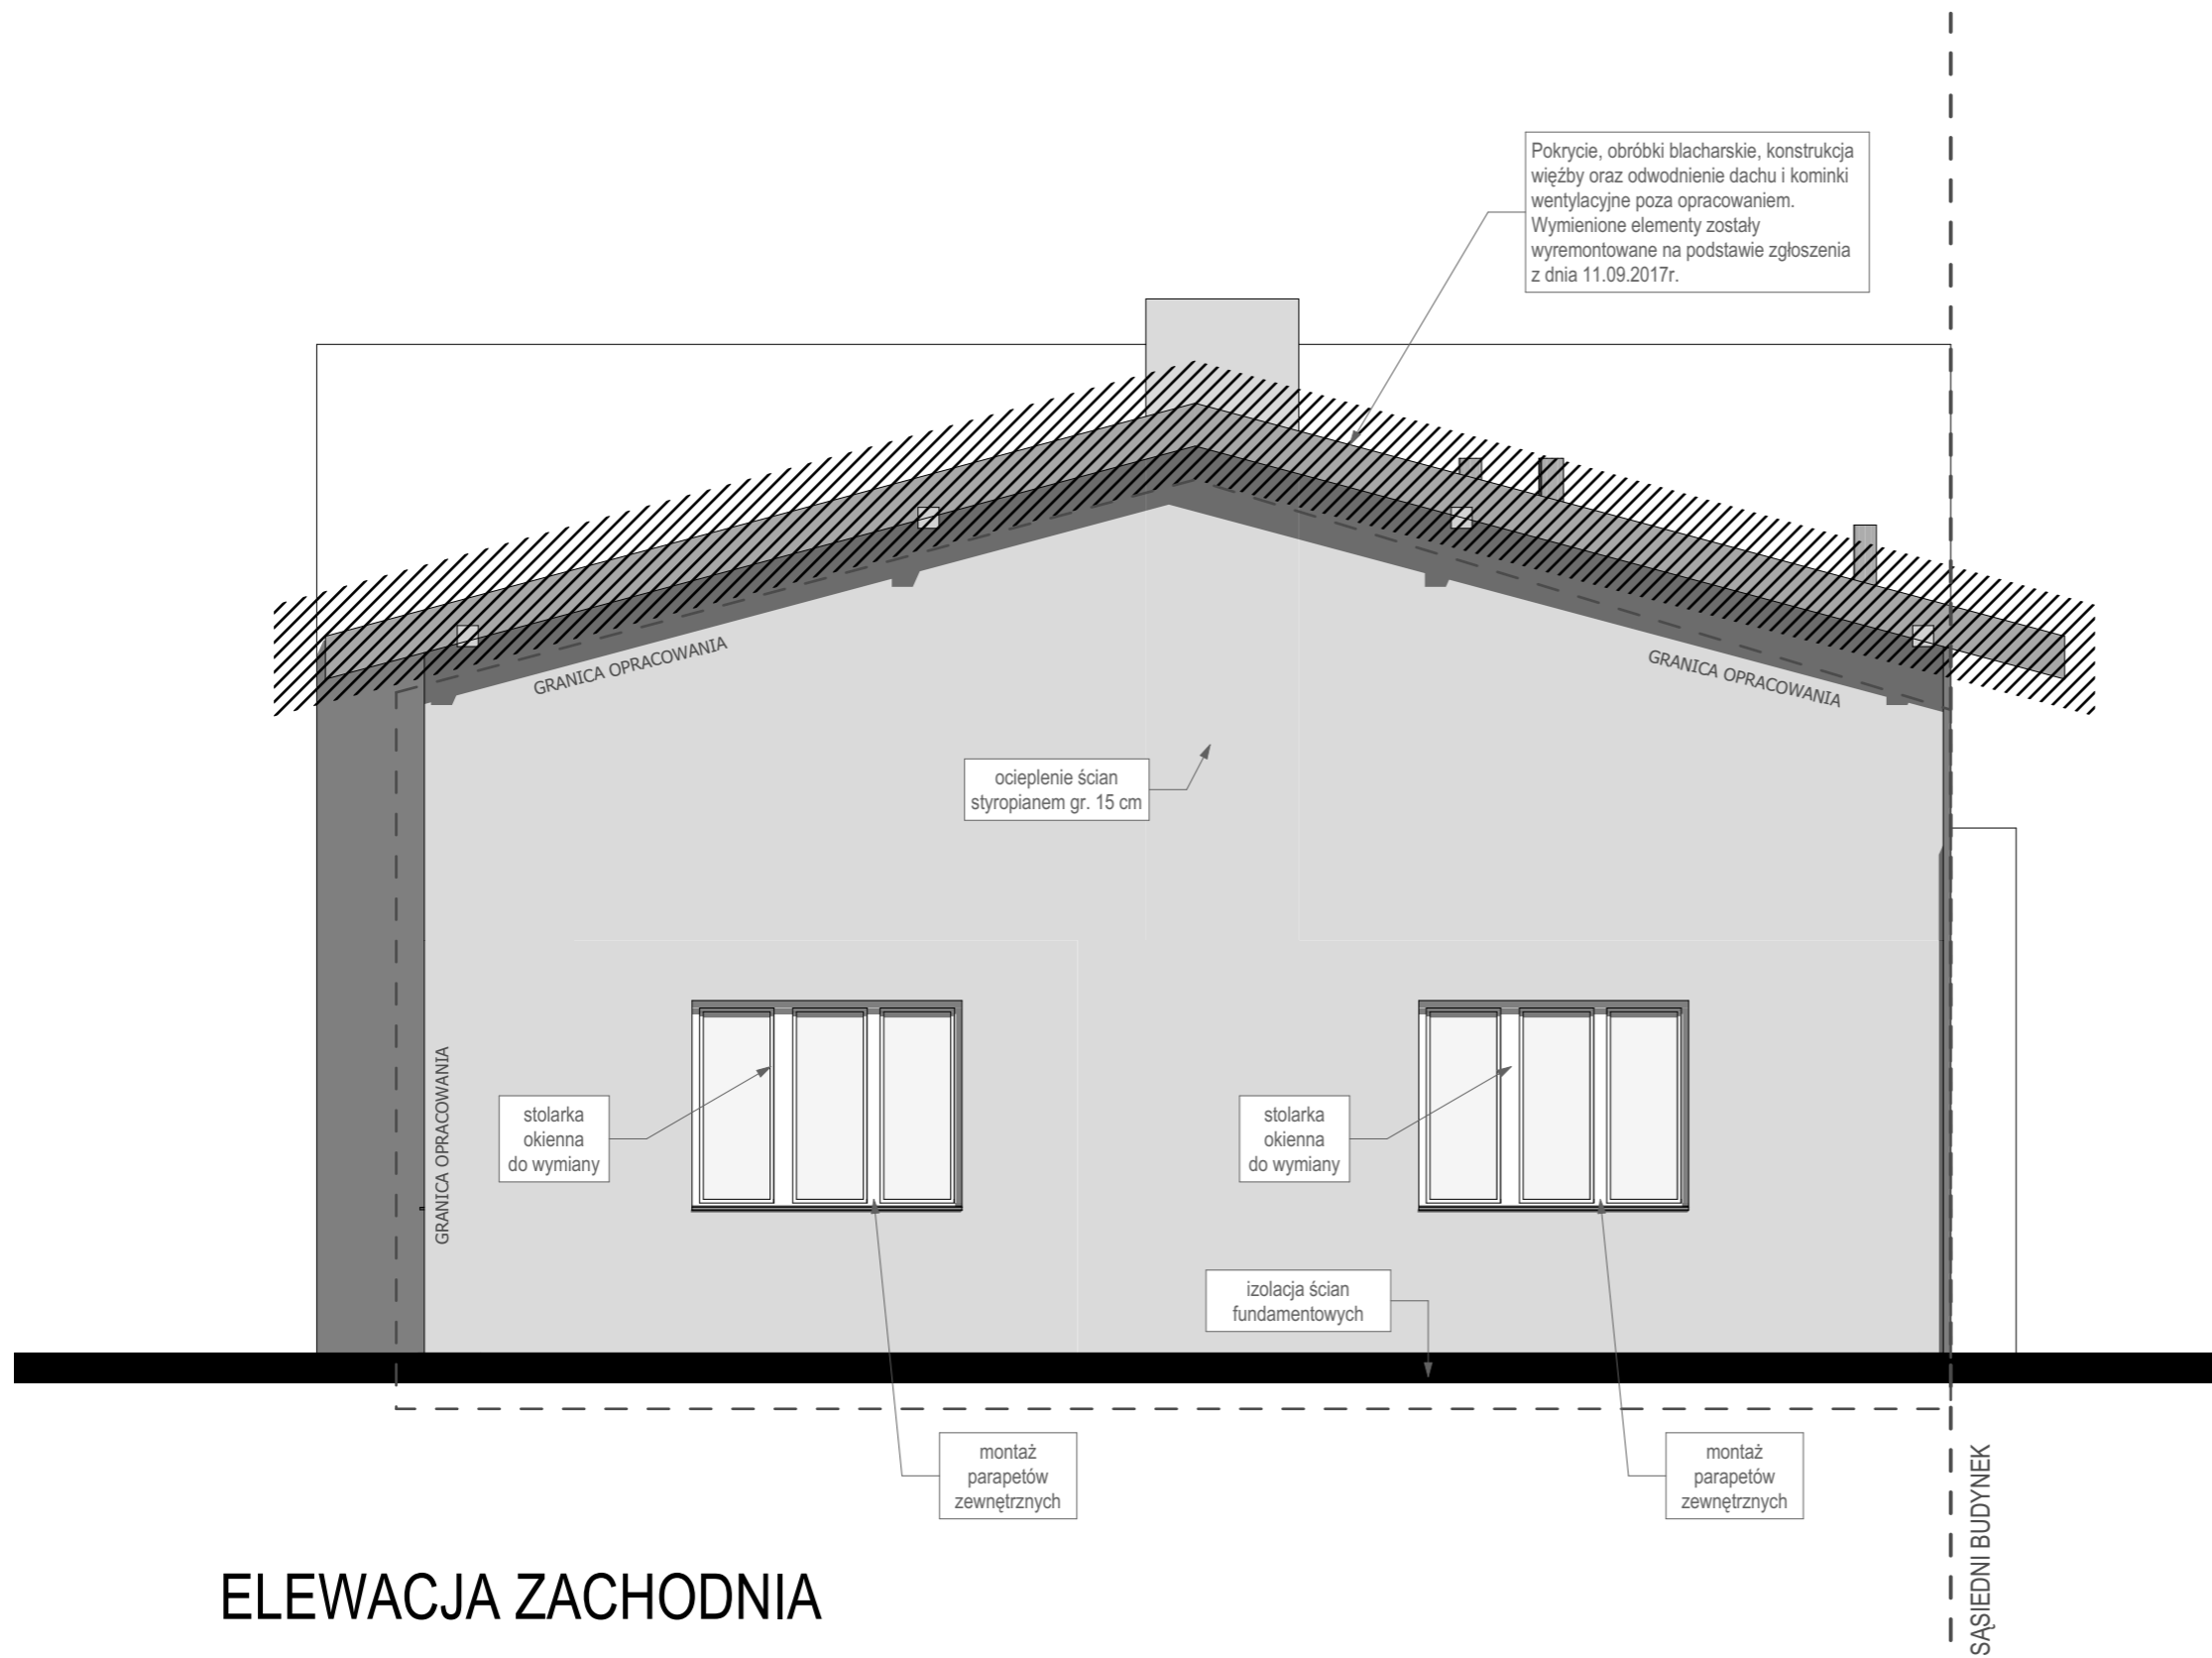 Pokrycie, obróbki blacharskie, konstrukcja
więźby oraz odwodnienie dachu i kominki
wentylacyjne poza opracowaniem.
Wymienione elementy zostały
wyremontowane na podstawie zgłoszenia
z dnia 11.09.2017r.
GRANICA OPRACOWANIA
GRANICA OPRACOWANIA
ocieplenie ścian
styropianem gr. 15 cm
GRANICA OPRACOWANIA
stolarka
okienna
do wymiany
stolarka
okienna
do wymiany
izolacja ścian
fundamentowych
montaż
parapetów
zewnętrznych
montaż
parapetów
zewnętrznych
SĄSIEDNI BUDYNEK
ELEWACJA ZACHODNIA